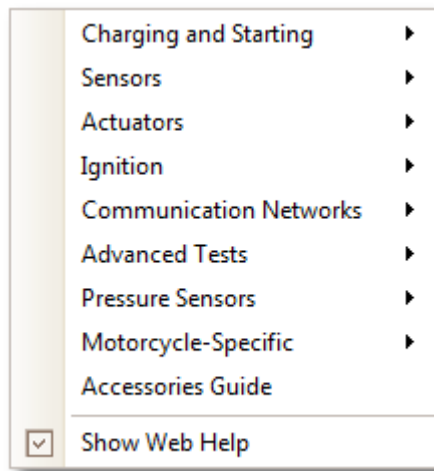 Charging and Starting
Sensors
Actuators
Ignition
Communication Networks
Advanced Tests
Pressure Sensors
Motorcycle-Specific
Accessories Guide
Show Web Help